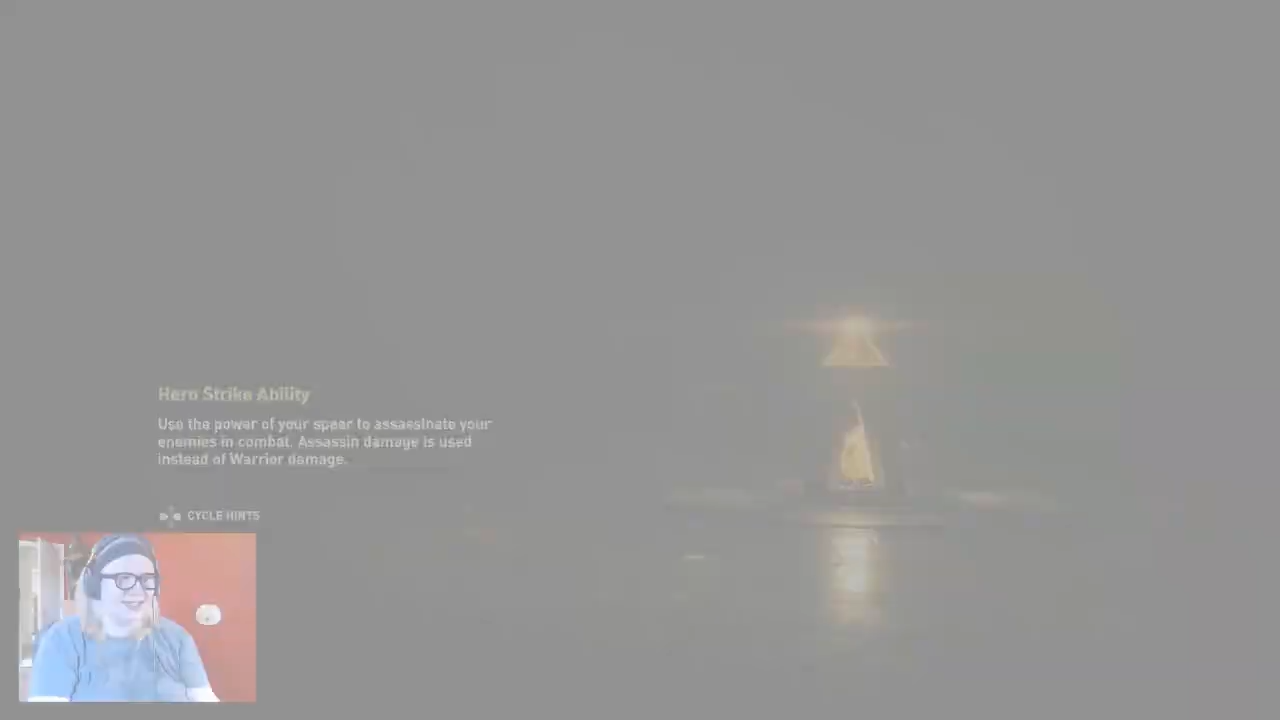 Hero Strike Ability
Use the power of your spear to assassinate your
enemies in combat. Assassin damage is used
instead of Warrior damage.
CYCLE HINTS